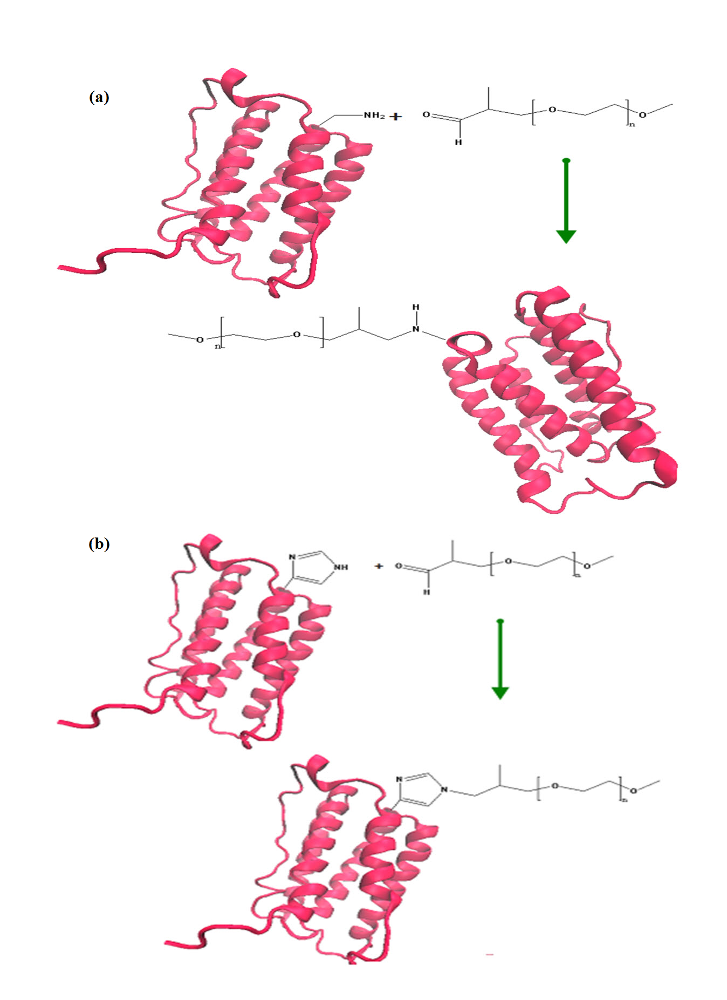 (a)
NH₂ + O H O n O
H
N
O n O
(b)
N NH + O H O n O
N N O n O